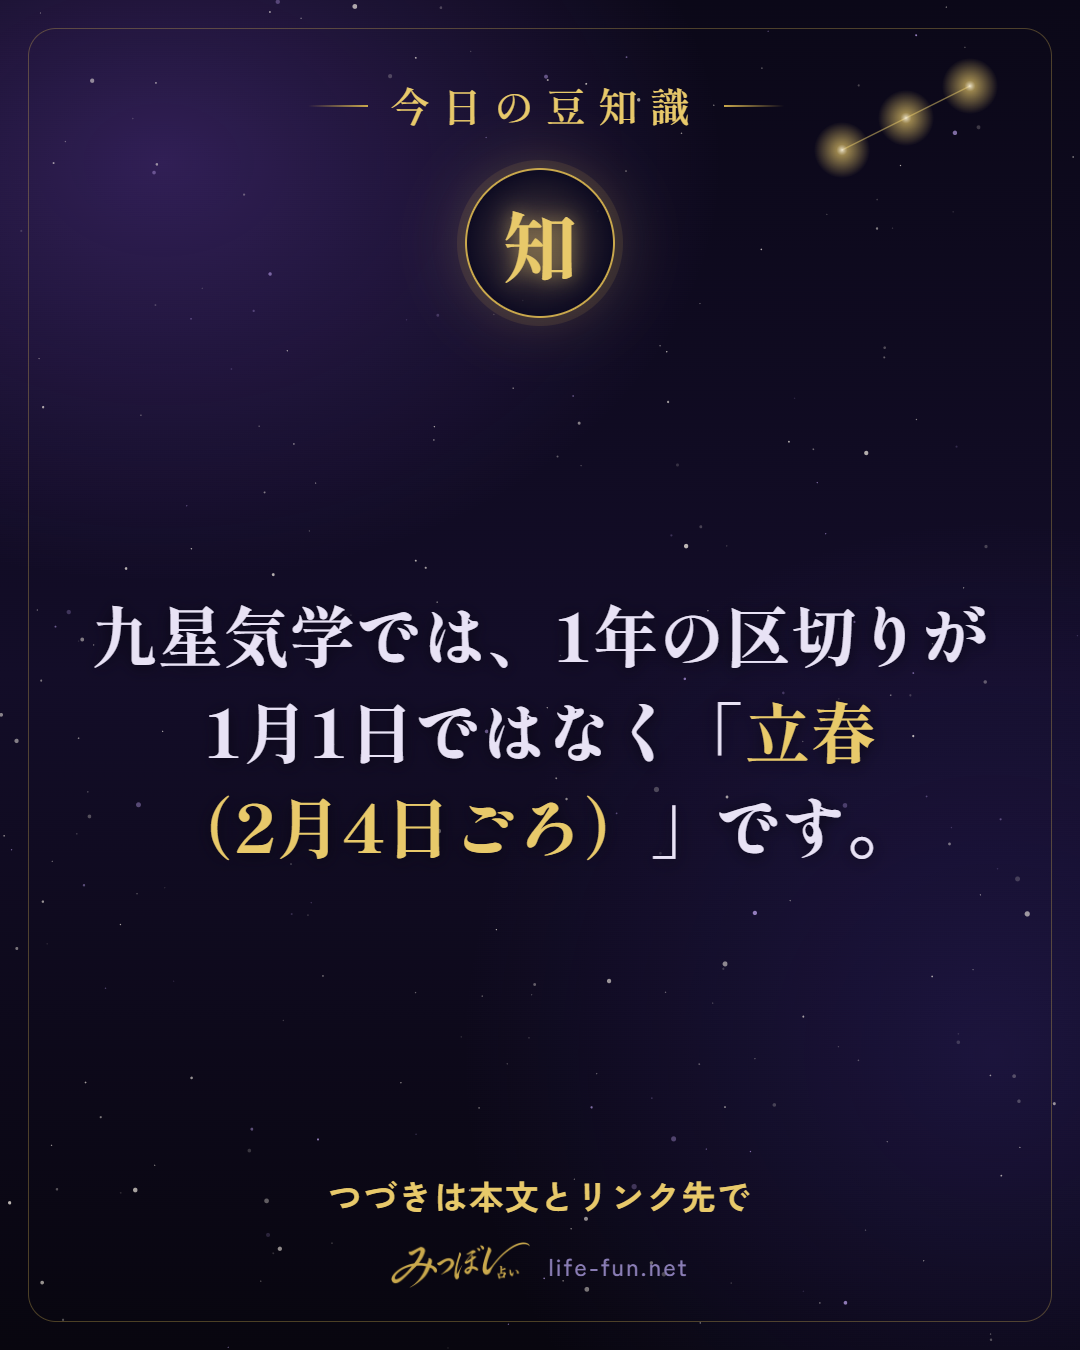 今日の豆知識
知
九星気学では、1年の区切りが
1月1日ではなく「立春
（2月4日ごろ）」です。
つづきは本文とリンク先で
みつぼし占い life-fun.net